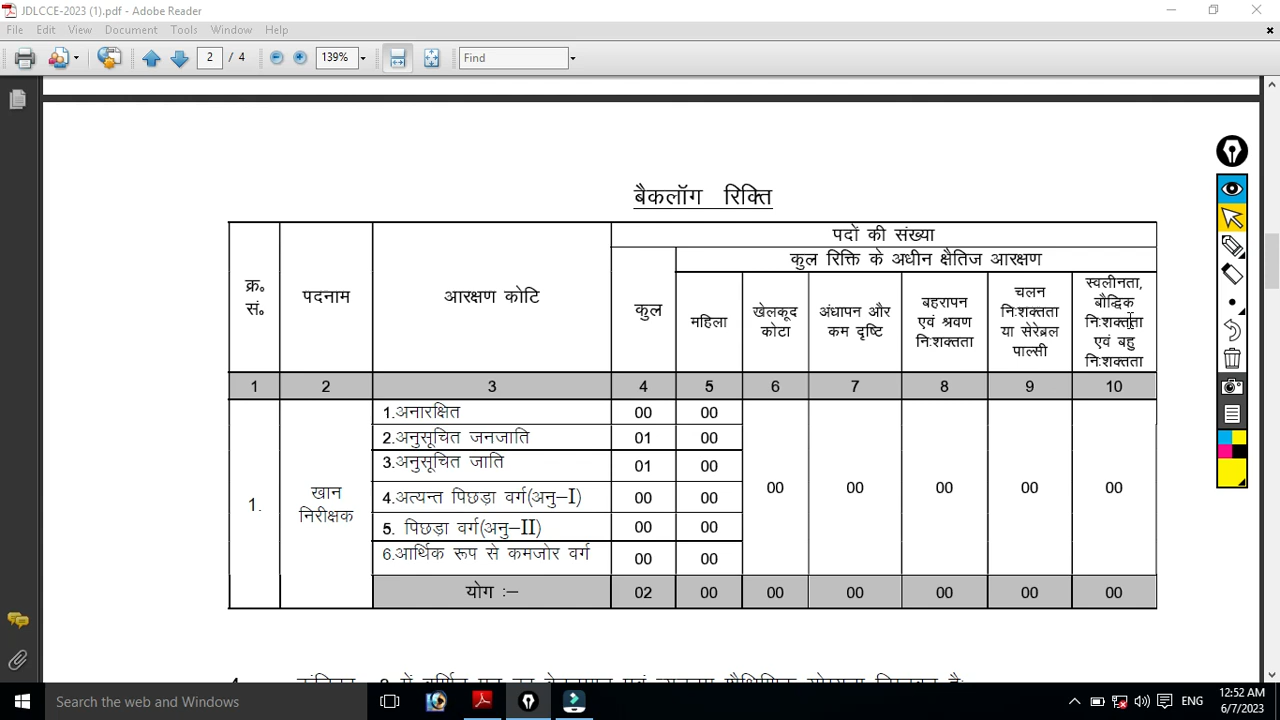 JDLCCE-2023 (1).pdf - Adobe Reader
File Edit View Document Tools Window Help
2 / 4 139% Find
बैकलॉग रिक्ति
क्र० सं० पदनाम आरक्षण कोटि पदों की संख्या
कुल कुल रिक्ति के अधीन क्षैतिज आरक्षण
महिला खेलकूद कोटा अंधापन और कम दृष्टि बहरापन एवं श्रवण निःशक्तता चलन निःशक्तता या सेरेब्रल पाल्सी स्वलीनता, बौद्धिक निःशक्तता एवं बहु निःशक्तता
1 2 3 4 5 6 7 8 9 10
1. खान निरीक्षक
1.अनारक्षित 00 00
2.अनुसूचित जनजाति 01 00
3.अनुसूचित जाति 01 00
4.अत्यन्त पिछड़ा वर्ग(अनु–I) 00 00
00 00 00 00 00
5. पिछड़ा वर्ग(अनु–II) 00 00
6.आर्थिक रूप से कमजोर वर्ग 00 00
योग :– 02 00 00 00 00 00 00
Search the web and Windows
ENG
12:52 AM
6/7/2023